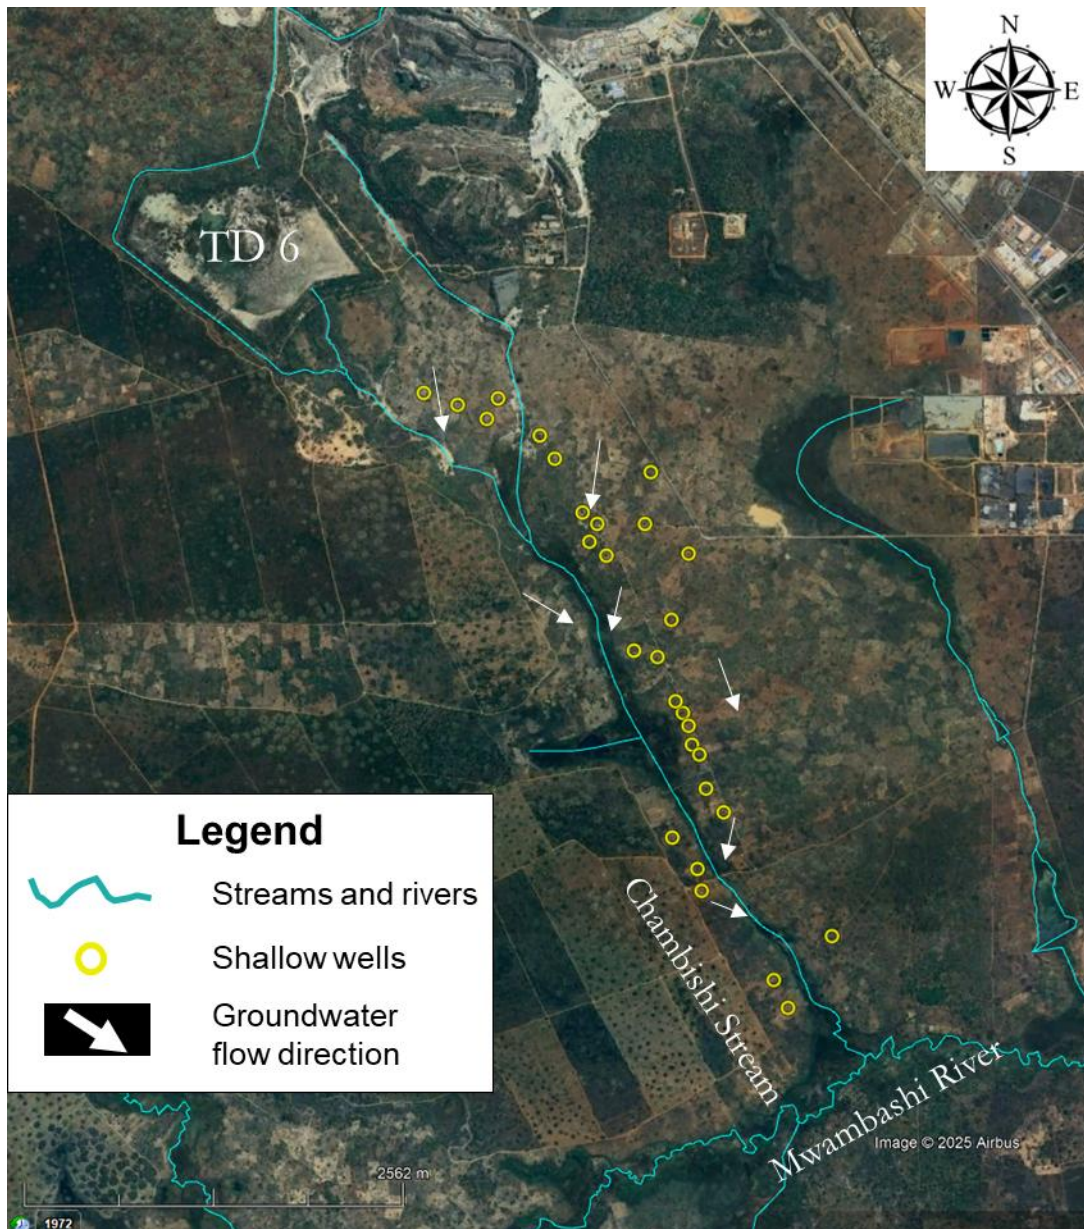 N
W E
S
TD 6
Legend
Streams and rivers
Shallow wells
Groundwater
flow direction
Chambishi Stream
Mwambashi River
Image © 2025 Airbus
2562 m
1972